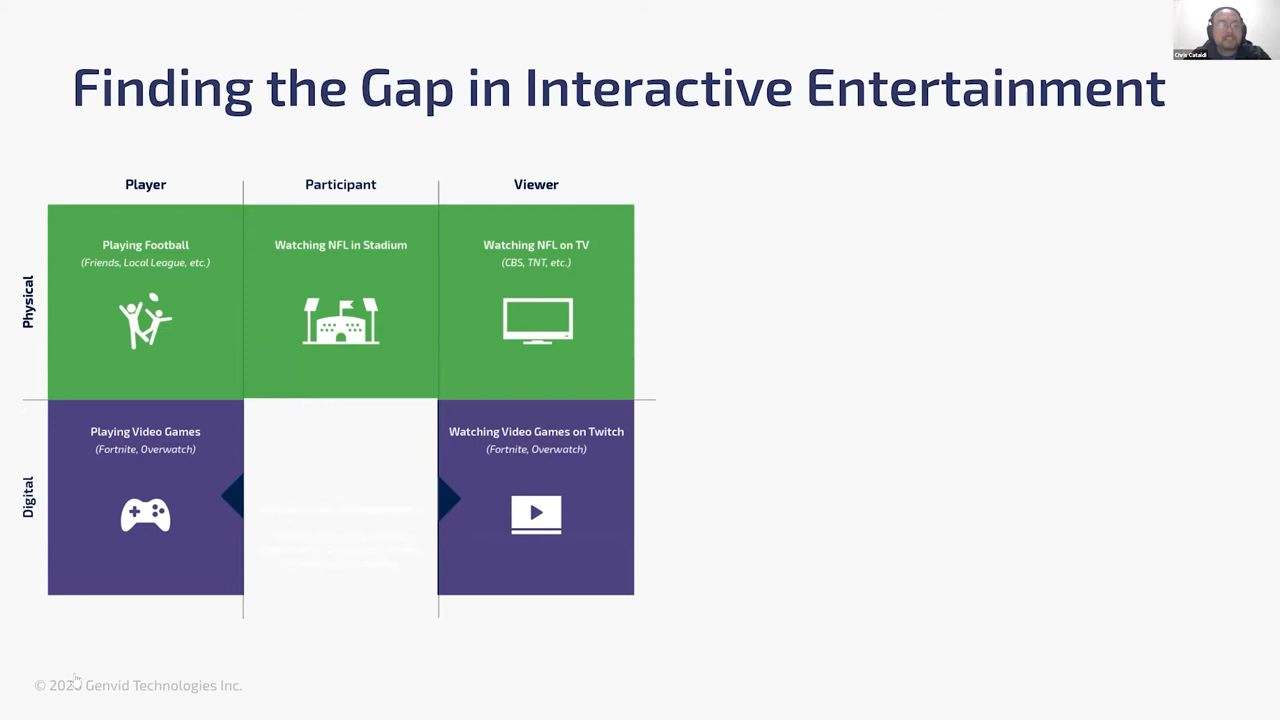 Finding the Gap in Interactive Entertainment
Chris Cataldi
Player
Participant
Viewer
Physical
Playing Football
(Friends, Local League, etc.)
Watching NFL in Stadium
Watching NFL on TV
(CBS, TNT, etc.)
Digital
Playing Video Games
(Fortnite, Overwatch)
Watching Video Games on Twitch
(Fortnite, Overwatch)
© Genvid Technologies Inc.